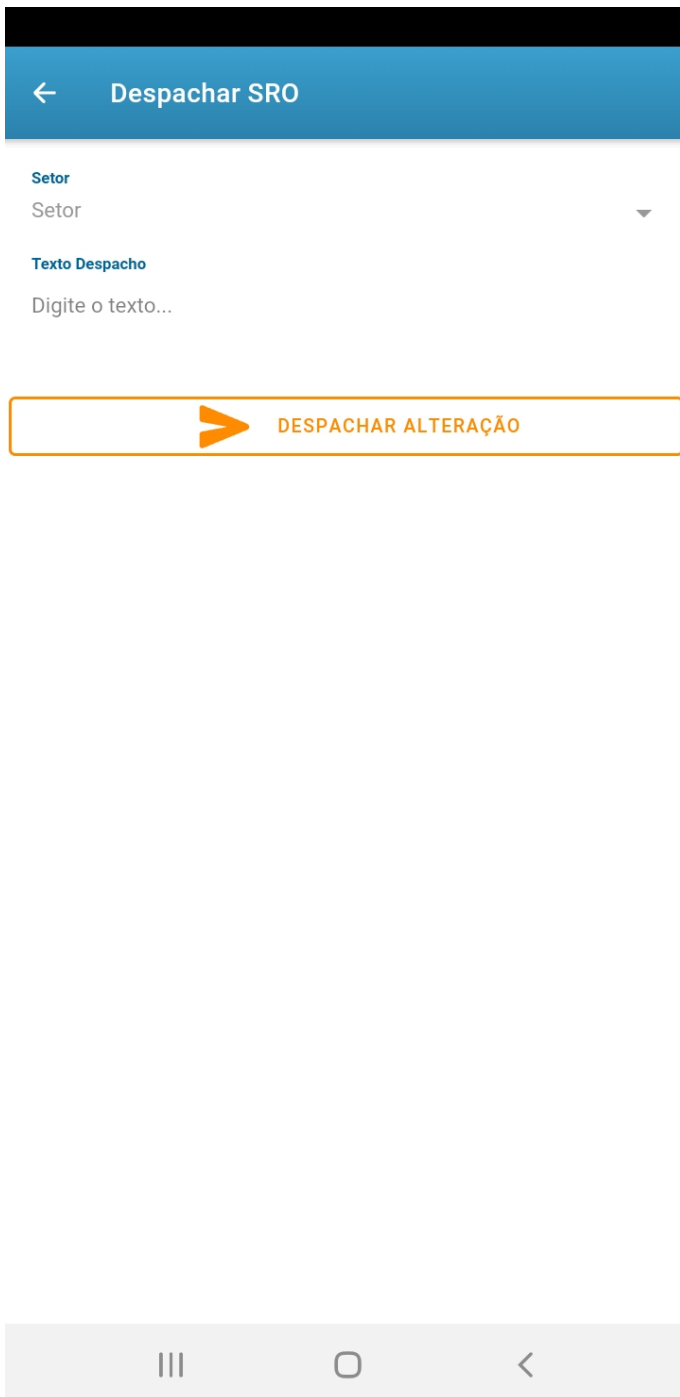 Despachar SRO
Setor
Setor
Texto Despacho
Digite o texto...
DESPACHAR ALTERAÇÃO